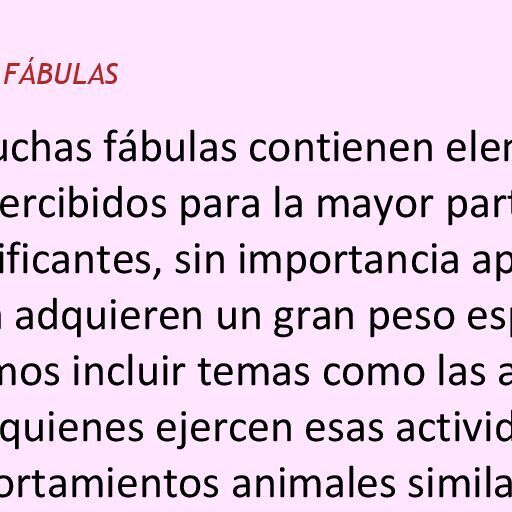 FÁBULAS
uchas fábulas contienen elem
ercibidos para la mayor part
ificantes, sin importancia ap
adquieren un gran peso esp
mos incluir temas como las a
quienes ejercen esas activid
ortamientos animales simila